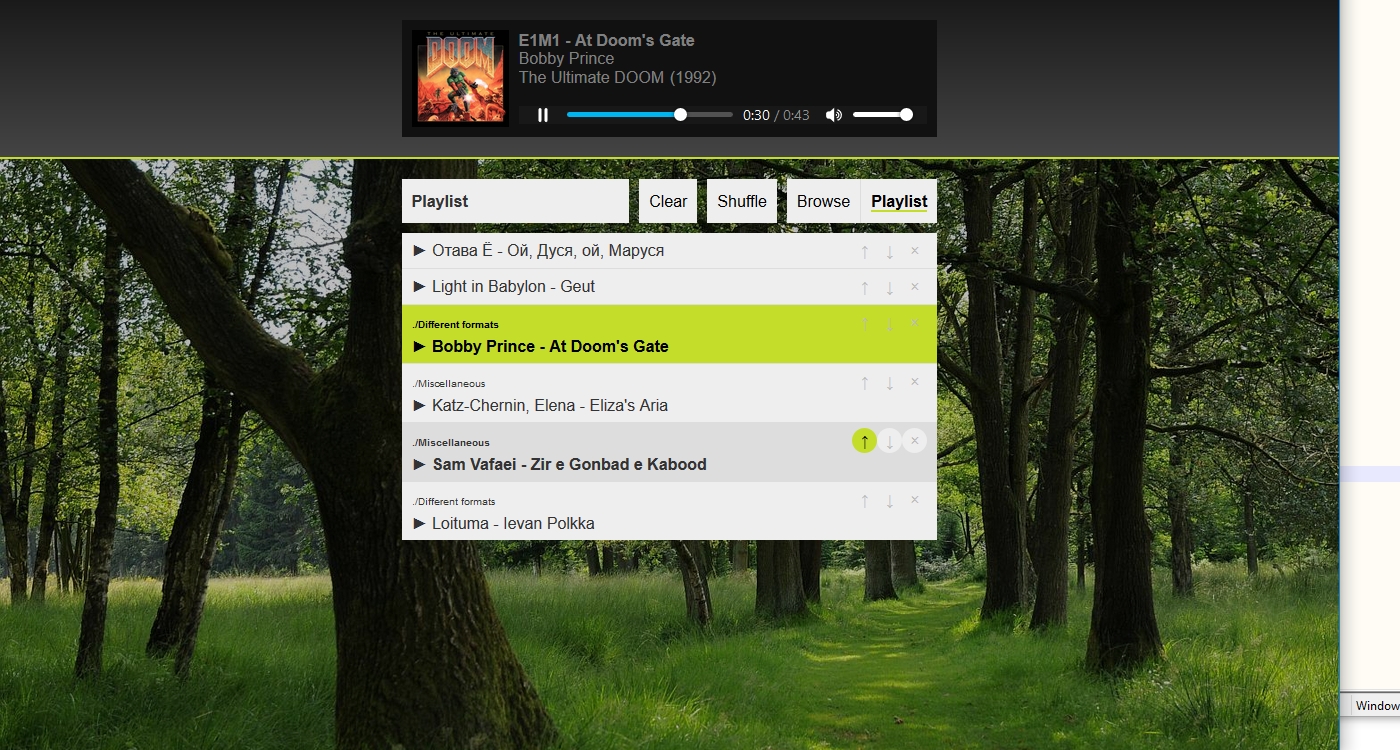 THE ULTIMATE
DOOM
E1M1 - At Doom's Gate
Bobby Prince
The Ultimate DOOM (1992)
0:30 / 0:43
Playlist
Clear
Shuffle
Browse
Playlist
▶ Отава Ё - Ой, Дуся, ой, Маруся ↑ ↓ ×
▶ Light in Babylon - Geut ↑ ↓ ×
./Different formats ↑ ↓ ×
▶ Bobby Prince - At Doom's Gate
./Miscellaneous ↑ ↓ ×
▶ Katz-Chernin, Elena - Eliza's Aria
./Miscellaneous ↑ ↓ ×
▶ Sam Vafaei - Zir e Gonbad e Kabood
./Different formats ↑ ↓ ×
▶ Loituma - Ievan Polkka
Window